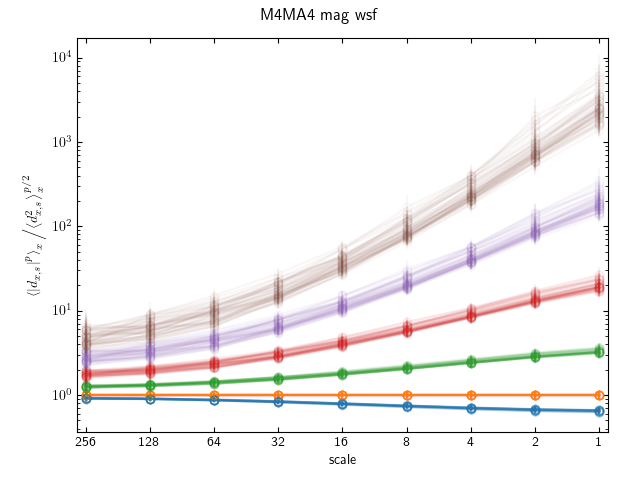 M4MA4 mag wsf
⟨|d_{x,s}|^p⟩_x / ⟨d_{x,s}^2⟩_x^{p/2}
10^4
10^3
10^2
10^1
10^0
256 128 64 32 16 8 4 2 1
scale